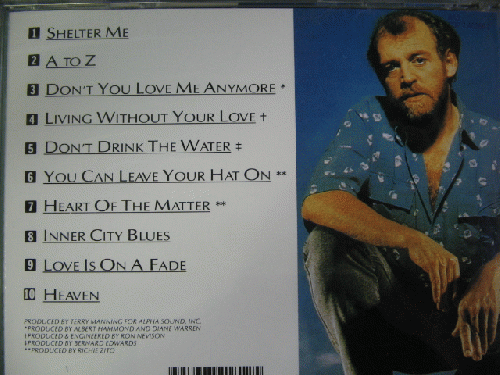 1 SHELTER ME
2 A TO Z
3 DON'T YOU LOVE ME ANYMORE *
4 LIVING WITHOUT YOUR LOVE †
5 DON'T DRINK THE WATER ‡
6 YOU CAN LEAVE YOUR HAT ON **
7 HEART OF THE MATTER **
8 INNER CITY BLUES
9 LOVE IS ON A FADE
10 HEAVEN
PRODUCED BY TERRY MANNING FOR ALPHA SOUND, INC.
*PRODUCED BY ALBERT HAMMOND AND DIANE WARREN
†PRODUCED & ENGINEERED BY RON NEVISON
‡PRODUCED BY BERNARD EDWARDS
**PRODUCED BY RICHIE ZITO